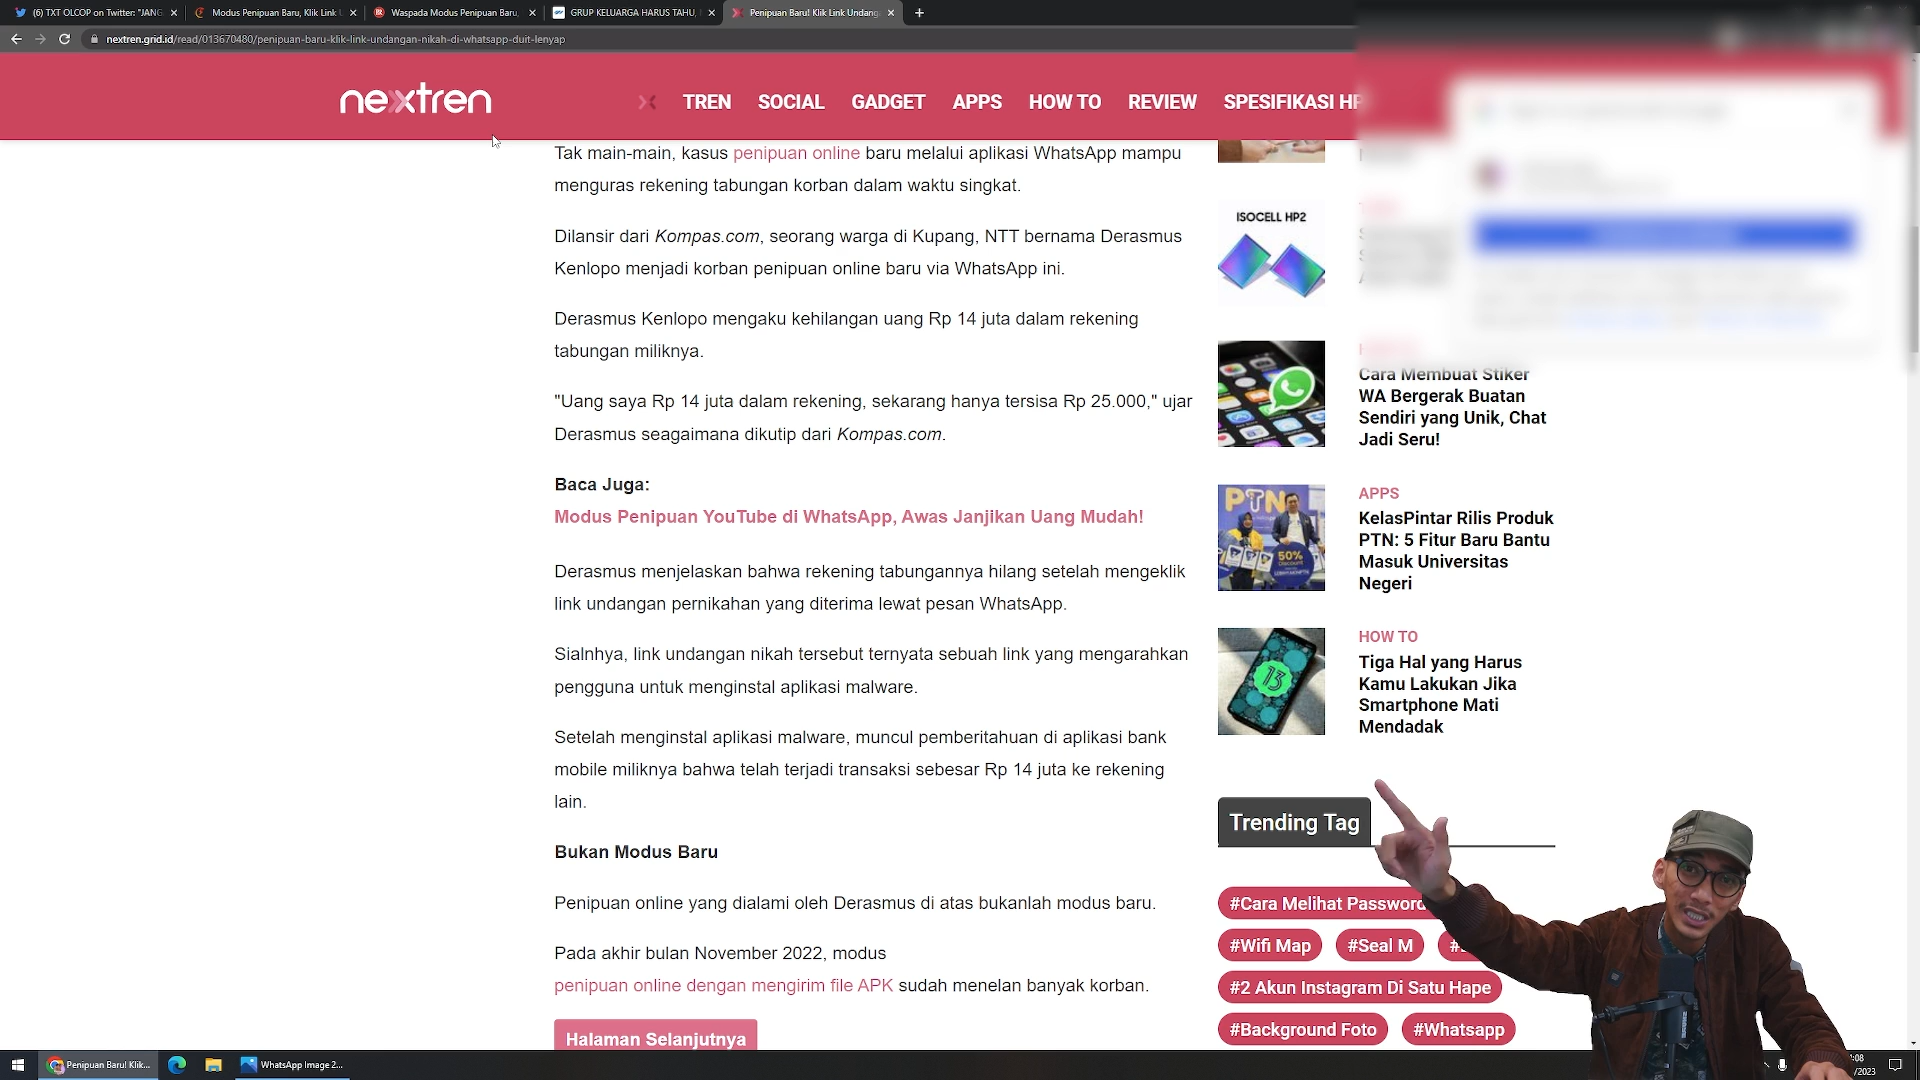 (6) TXT OLCOP on Twitter: "JANG
Modus Penipuan Baru, Klik Link
Waspada Modus Penipuan Baru,
GRUP KELUARGA HARUS TAHU,
Penipuan Baru! Klik Link Undang
nextren.grid.id/read/013670480/penipuan-baru-klik-link-undangan-nikah-di-whatsapp-duit-lenyap
nextren
TREN SOCIAL GADGET APPS HOW TO REVIEW SPESIFIKASI HP
Tak main-main, kasus penipuan online baru melalui aplikasi WhatsApp mampu
menguras rekening tabungan korban dalam waktu singkat.
Dilansir dari Kompas.com, seorang warga di Kupang, NTT bernama Derasmus
Kenlopo menjadi korban penipuan online baru via WhatsApp ini.
Derasmus Kenlopo mengaku kehilangan uang Rp 14 juta dalam rekening
tabungan miliknya.
"Uang saya Rp 14 juta dalam rekening, sekarang hanya tersisa Rp 25.000," ujar
Derasmus seagaimana dikutip dari Kompas.com.
Baca Juga:
Modus Penipuan YouTube di WhatsApp, Awas Janjikan Uang Mudah!
Derasmus menjelaskan bahwa rekening tabungannya hilang setelah mengeklik
link undangan pernikahan yang diterima lewat pesan WhatsApp.
Sialnhya, link undangan nikah tersebut ternyata sebuah link yang mengarahkan
pengguna untuk menginstal aplikasi malware.
Setelah menginstal aplikasi malware, muncul pemberitahuan di aplikasi bank
mobile miliknya bahwa telah terjadi transaksi sebesar Rp 14 juta ke rekening
lain.
Bukan Modus Baru
Penipuan online yang dialami oleh Derasmus di atas bukanlah modus baru.
Pada akhir bulan November 2022, modus
penipuan online dengan mengirim file APK sudah menelan banyak korban.
Halaman Selanjutnya
ISOCELL HP2
Cara Membuat Stiker
WA Bergerak Buatan
Sendiri yang Unik, Chat
Jadi Seru!
PTN
50%
APPS
KelasPintar Rilis Produk
PTN: 5 Fitur Baru Bantu
Masuk Universitas
Negeri
13
HOW TO
Tiga Hal yang Harus
Kamu Lakukan Jika
Smartphone Mati
Mendadak
Trending Tag
#Cara Melihat Password
#Wifi Map
#Seal M
#2 Akun Instagram Di Satu Hape
#Background Foto
#Whatsapp
Penipuan Baru! Klik...
WhatsApp Image 2...
:08
/2023